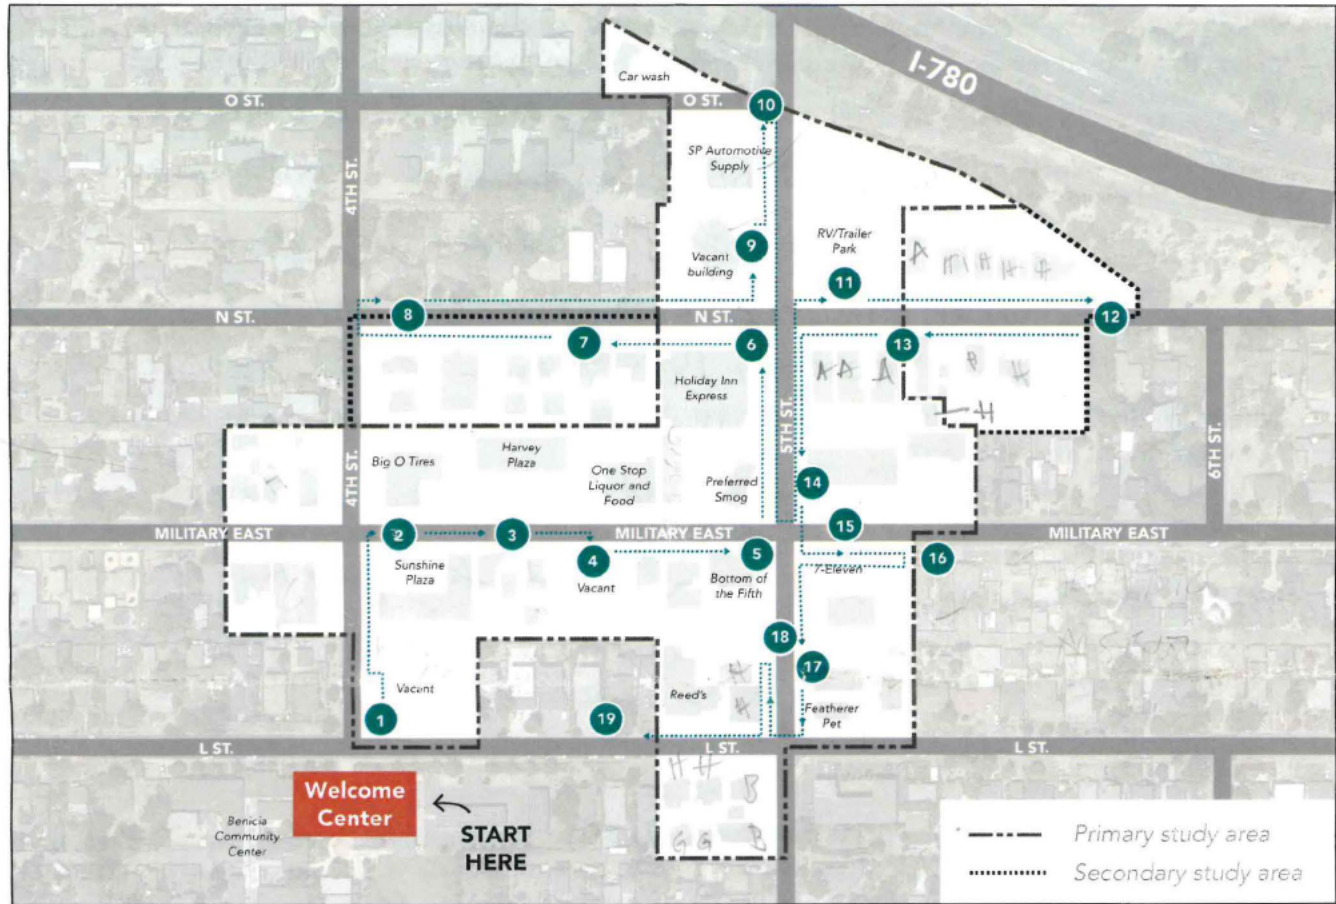 I-780
Car wash
O ST.
O ST.
10
SP Automotive
Supply
4TH ST.
RV/Trailer
Park
A
H H H H
9
Vacant
building
11
8
12
N ST.
N ST.
7
6
13
Holiday Inn
Express
A A A
B
H
H
5TH ST.
6TH ST.
4TH ST.
Big O Tires
Harvey
Plaza
One Stop
Liquor and
Food
Preferred
Smog
14
MILITARY EAST
2
3
MILITARY EAST
15
MILITARY EAST
Sunshine
Plaza
4
Vacant
5
Bottom of
the Fifth
7-Eleven
16
18
17
Vacant
Reed's
H
H
1
19
Featherer
Pet
L ST.
L ST.
L ST.
H H
B
G G B
Welcome
Center
START
HERE
Benicia
Community
Center
Primary study area
Secondary study area